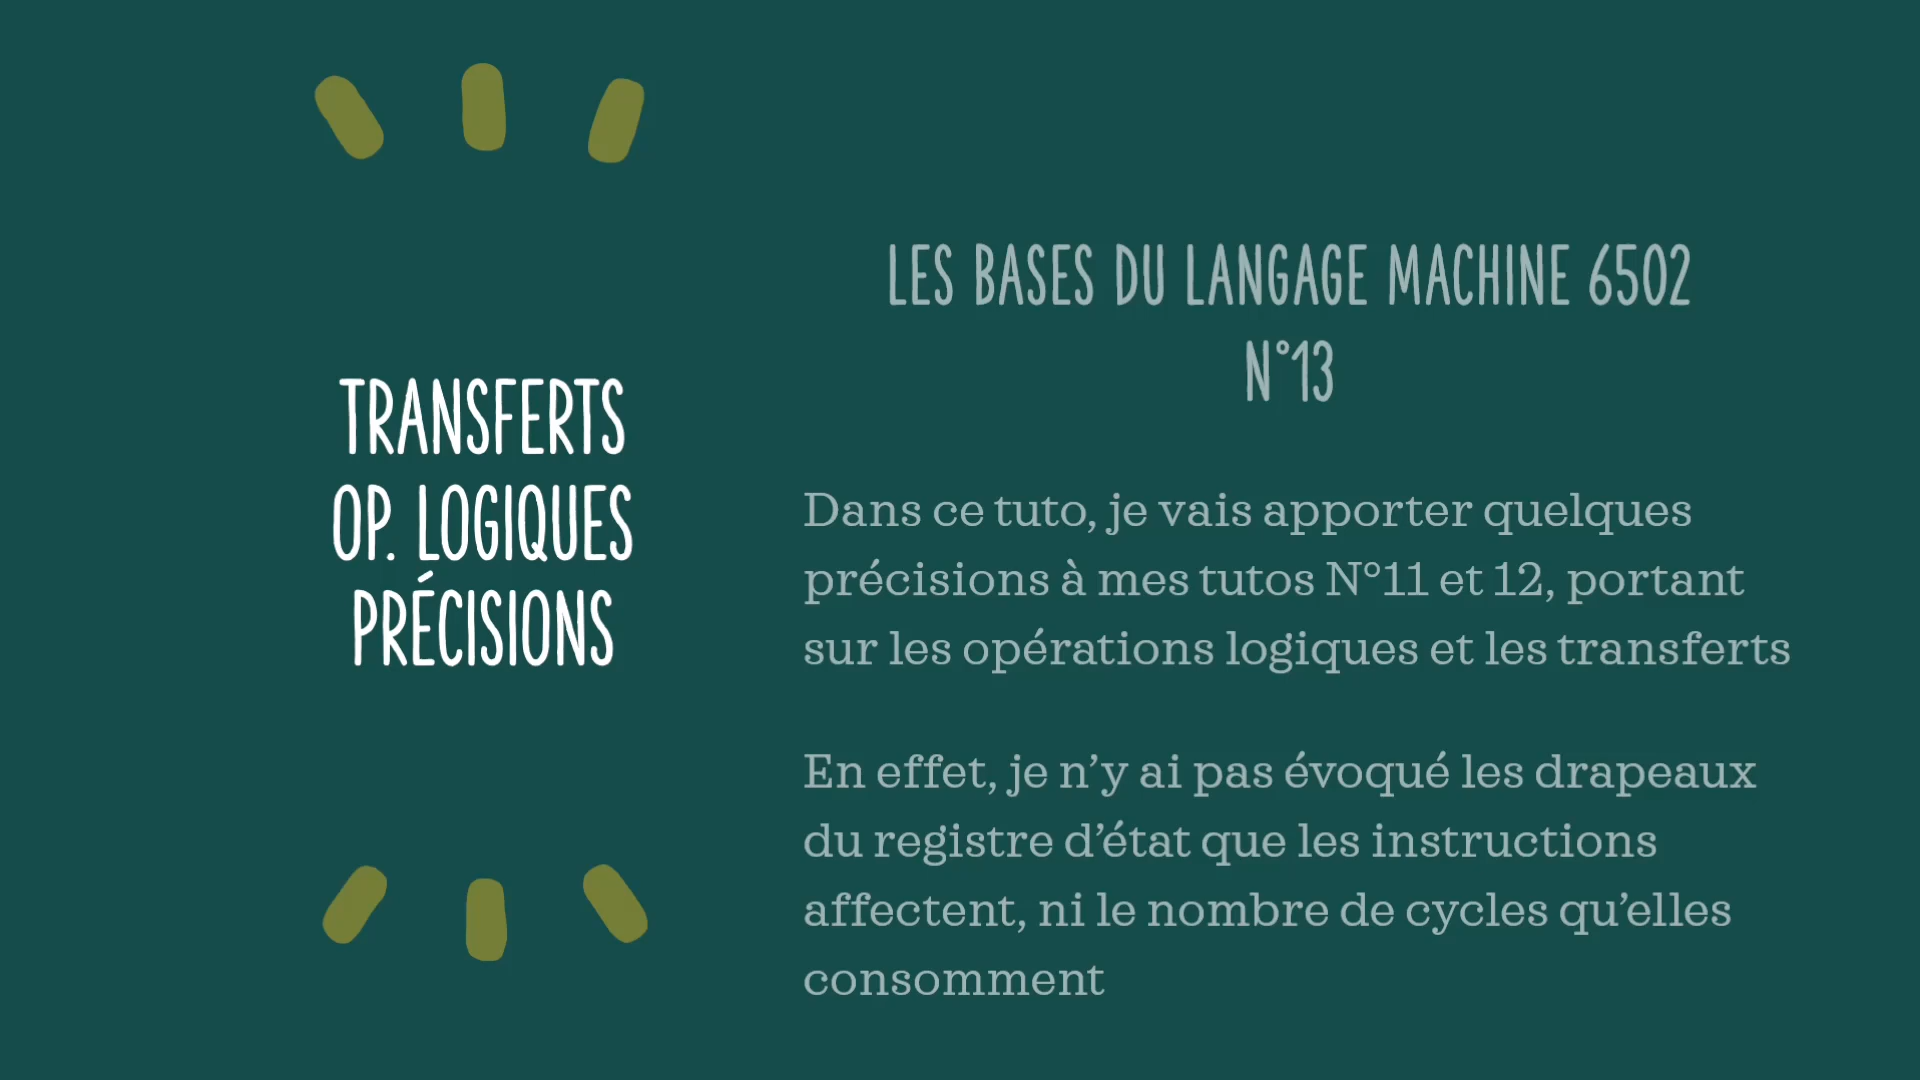 TRANSFERTS
OP. LOGIQUES
PRÉCISIONS
LES BASES DU LANGAGE MACHINE 6502
N°13
Dans ce tuto, je vais apporter quelques
précisions à mes tutos N°11 et 12, portant
sur les opérations logiques et les transferts
En effet, je n’y ai pas évoqué les drapeaux
du registre d’état que les instructions
affectent, ni le nombre de cycles qu’elles
consomment